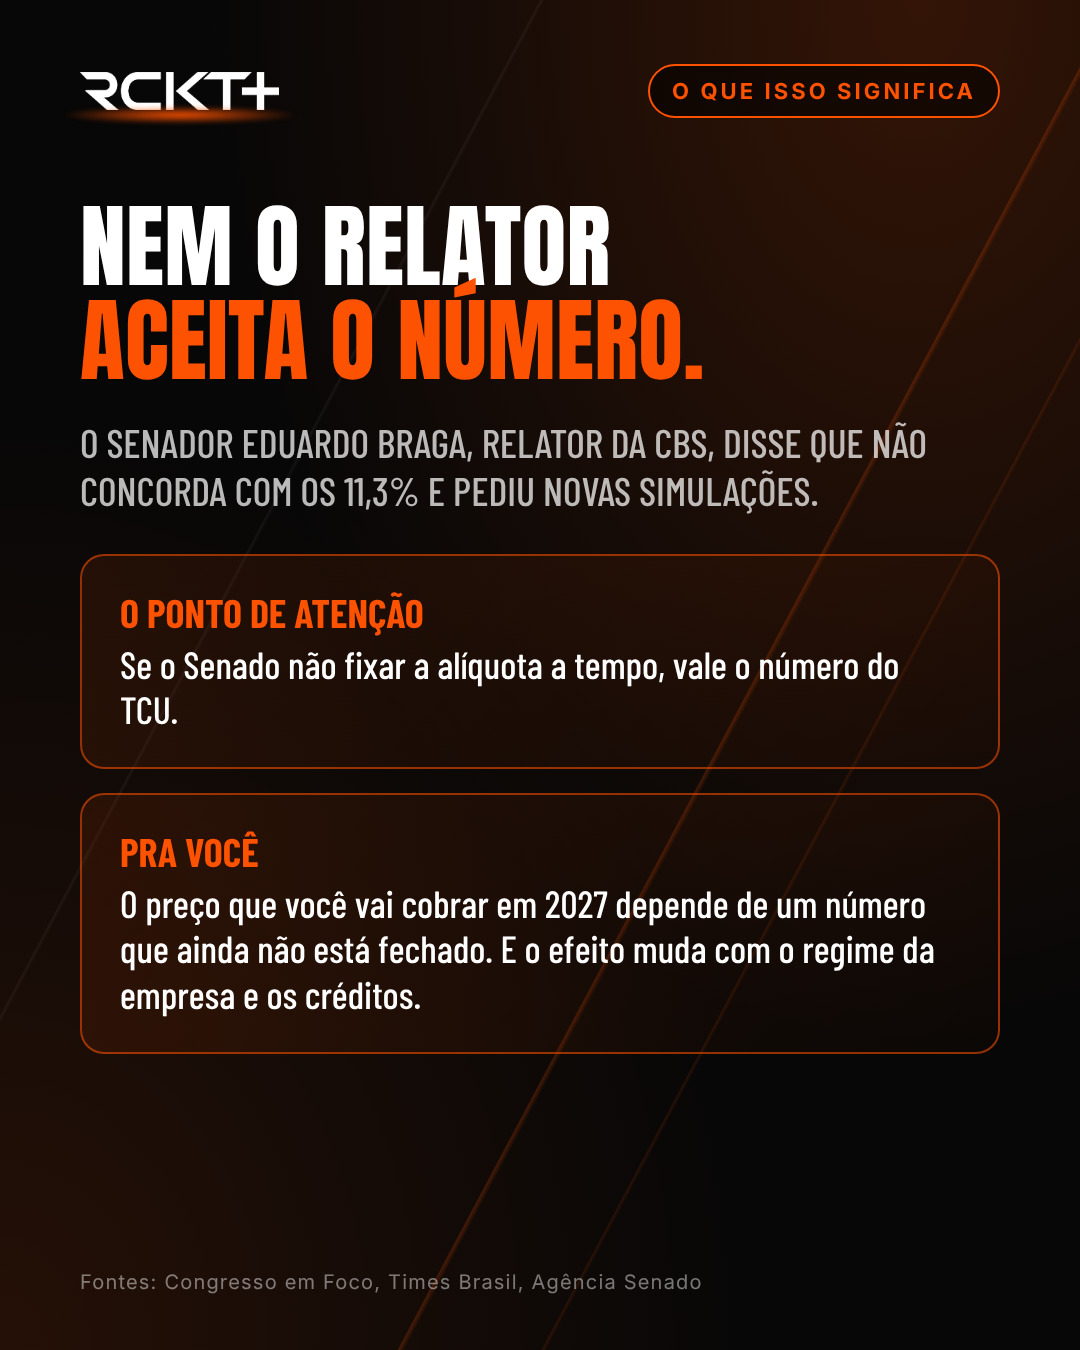 RCKT+
O QUE ISSO SIGNIFICA
NEM O RELATOR
ACEITA O NÚMERO.
O SENADOR EDUARDO BRAGA, RELATOR DA CBS, DISSE QUE NÃO
CONCORDA COM OS 11,3% E PEDIU NOVAS SIMULAÇÕES.
O PONTO DE ATENÇÃO
Se o Senado não fixar a alíquota a tempo, vale o número do
TCU.
PRA VOCÊ
O preço que você vai cobrar em 2027 depende de um número
que ainda não está fechado. E o efeito muda com o regime da
empresa e os créditos.
Fontes: Congresso em Foco, Times Brasil, Agência Senado